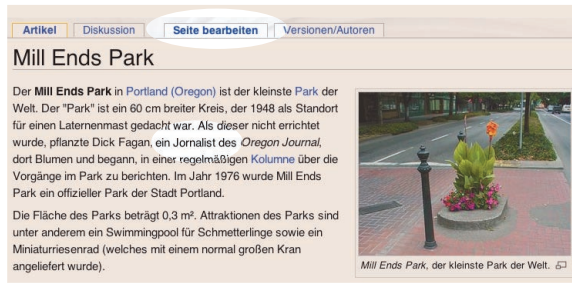 Artikel Diskussion Seite bearbeiten Versionen/Autoren
Mill Ends Park
Der Mill Ends Park in Portland (Oregon) ist der kleinste Park der
Welt. Der "Park" ist ein 60 cm breiter Kreis, der 1948 als Standort
für einen Laternenmast gedacht war. Als dieser nicht errichtet
wurde, pflanzte Dick Fagan, ein Jornalist des Oregon Journal,
dort Blumen und begann, in einer regelmäßigen Kolumne über die
Vorgänge im Park zu berichten. Im Jahr 1976 wurde Mill Ends
Park ein offizieller Park der Stadt Portland.
Die Fläche des Parks beträgt 0,3 m². Attraktionen des Parks sind
unter anderem ein Swimmingpool für Schmetterlinge sowie ein
Miniaturriesenrad (welches mit einem normal großen Kran
angeliefert wurde).
Mill Ends Park, der kleinste Park der Welt.